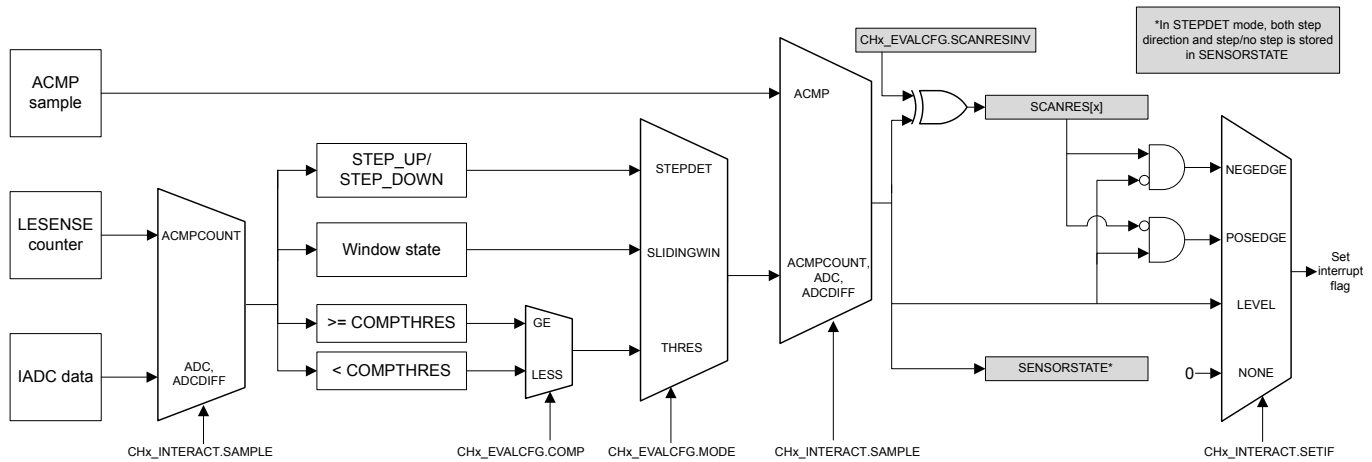 *In STEPDET mode, both step
direction and step/no step is stored
in SENSORSTATE
CHx_EVALCFG.SCANRESINV
ACMP
sample
ACMP
SCANRES[x]
STEP_UP/
STEP_DOWN
STEPDET
NEGEDGE
LESENSE
counter
ACMPCOUNT
Window state
SLIDINGWIN
POSEDGE
ACMPCOUNT,
ADC,
ADCDIFF
Set
interrupt
flag
>= COMPTHRES
GE
LEVEL
IADC data
ADC,
ADCDIFF
< COMPTHRES
LESS
THRES
SENSORSTATE*
0
NONE
CHx_INTERACT.SAMPLE
CHx_EVALCFG.COMP
CHx_EVALCFG.MODE
CHx_INTERACT.SAMPLE
CHx_INTERACT.SETIF